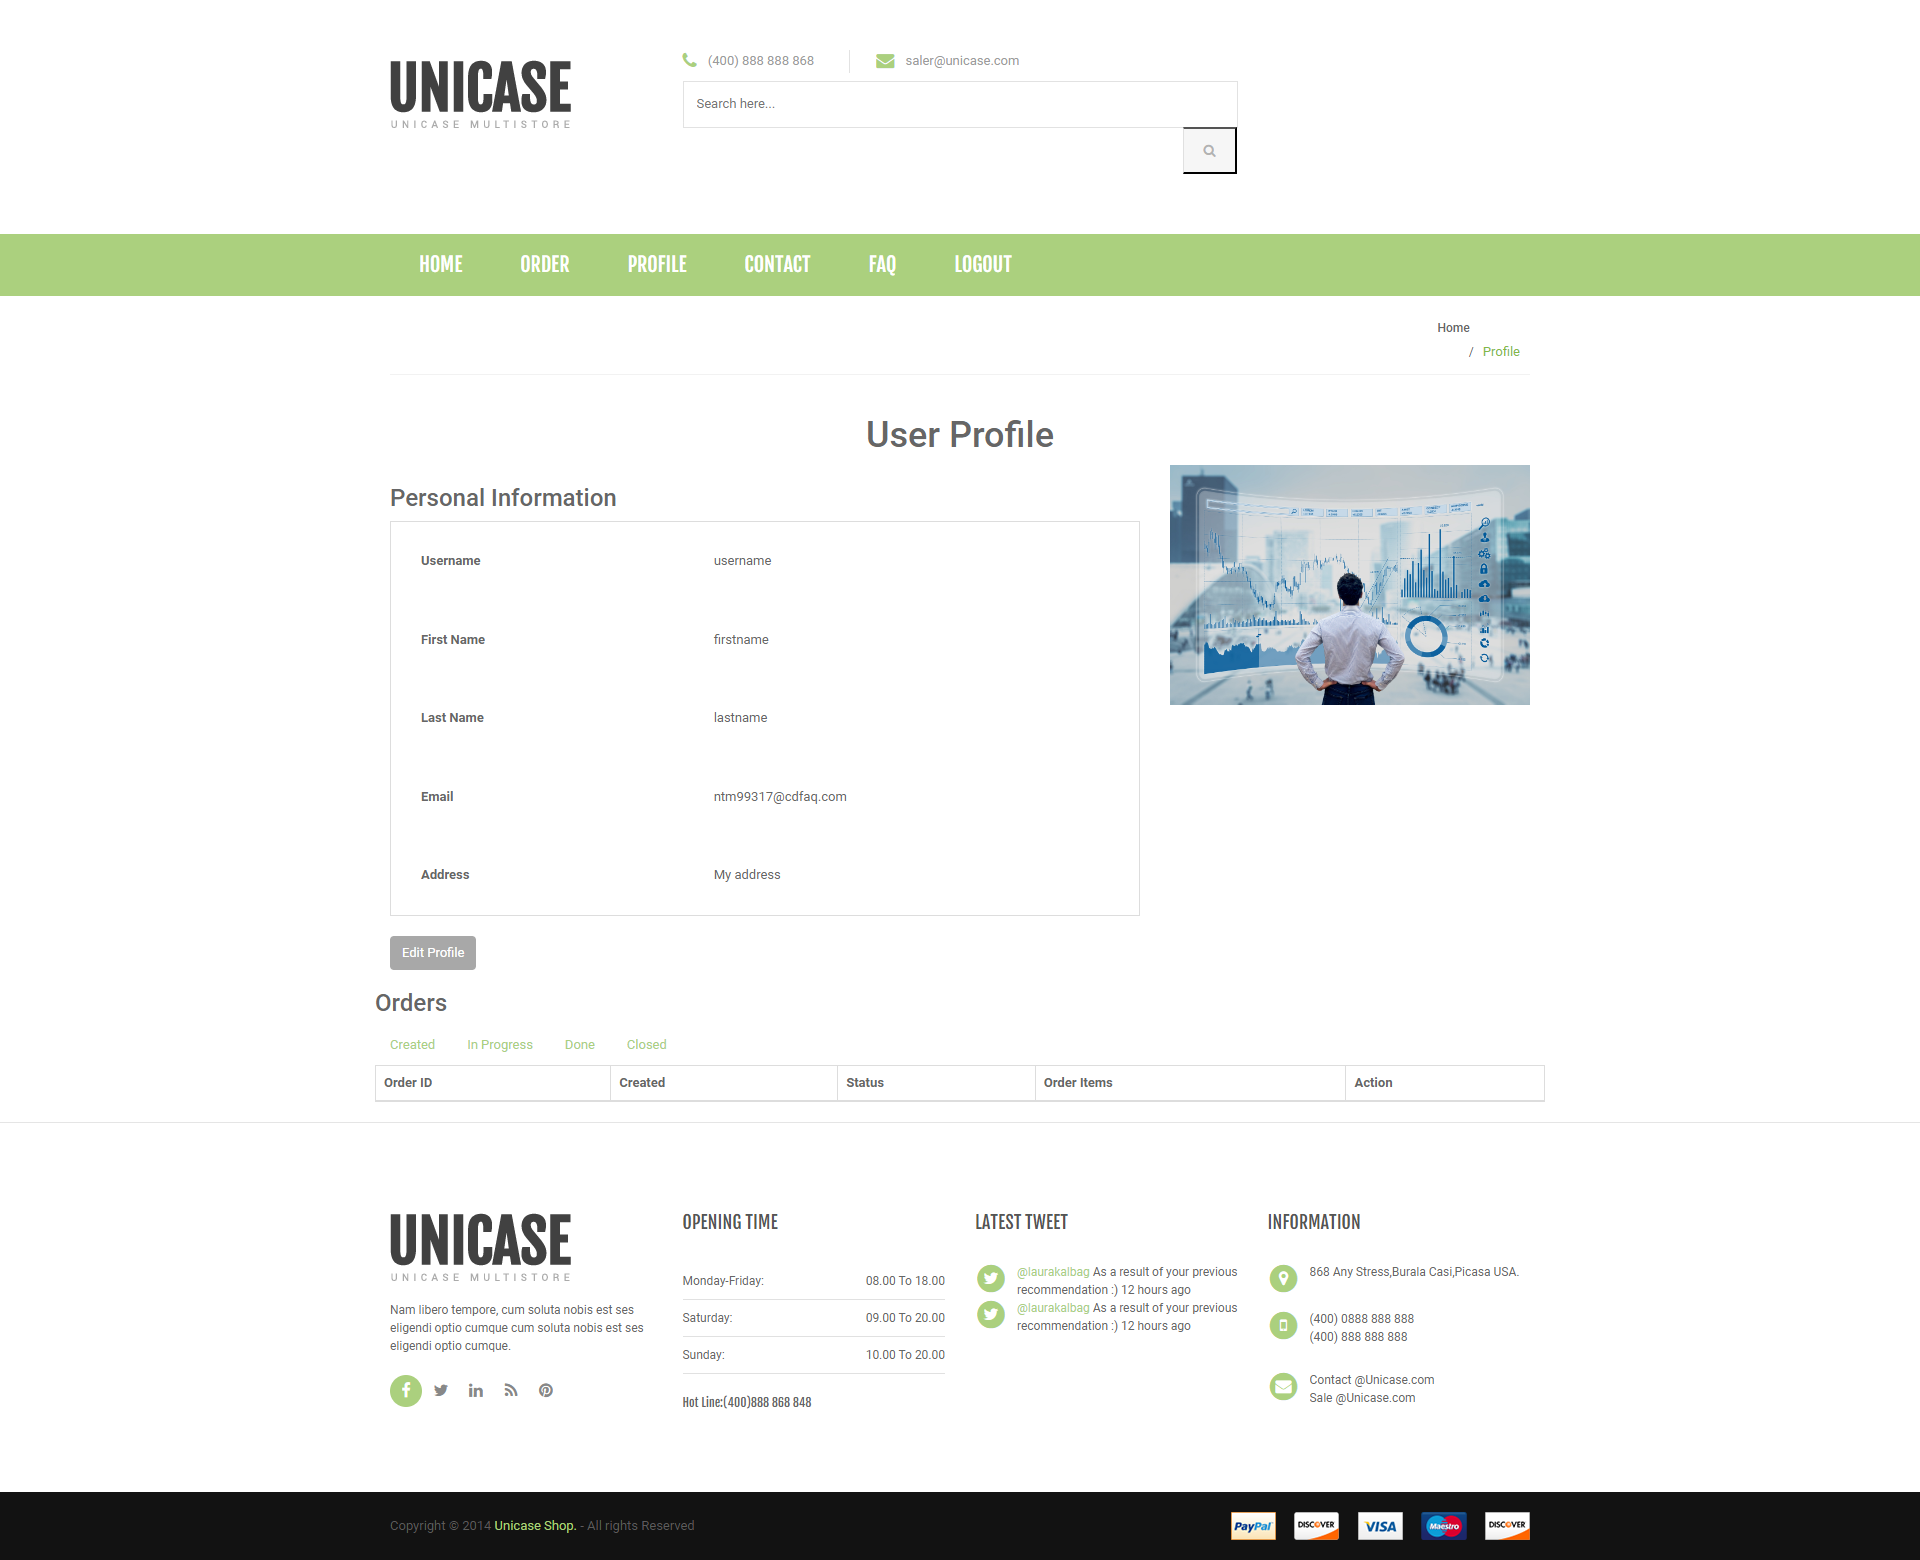 UNICASE
UNICASE MULTISTORE
(400) 888 888 868
saler@unicase.com
Search here...
HOME
ORDER
PROFILE
CONTACT
FAQ
LOGOUT
Home
/ Profile
User Profile
Personal Information
Username
username
First Name
firstname
Last Name
lastname
Email
ntm99317@cdfaq.com
Address
My address
Edit Profile
Orders
Created
In Progress
Done
Closed
Order ID
Created
Status
Order Items
Action
UNICASE
UNICASE MULTISTORE
Nam libero tempore, cum soluta nobis est ses
eligendi optio cumque cum soluta nobis est ses
eligendi optio cumque.
OPENING TIME
Monday-Friday: 08.00 To 18.00
Saturday: 09.00 To 20.00
Sunday: 10.00 To 20.00
Hot Line:(400)888 868 848
LATEST TWEET
@laurakalbag As a result of your previous
recommendation :) 12 hours ago
@laurakalbag As a result of your previous
recommendation :) 12 hours ago
INFORMATION
868 Any Stress,Burala Casi,Picasa USA.
(400) 0888 888 888
(400) 888 888 888
Contact @Unicase.com
Sale @Unicase.com
Copyright © 2014 Unicase Shop. - All rights Reserved
PayPal
DISCOVER
VISA
Maestro
DISCOVER